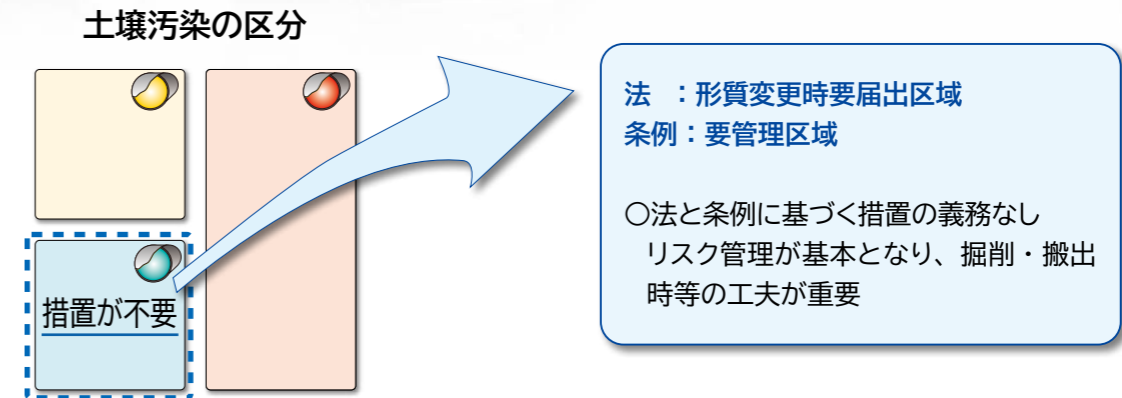 土壌汚染の区分
措置が不要
法　：形質変更時要届出区域
条例：要管理区域
○法と条例に基づく措置の義務なし
リスク管理が基本となり、掘削・搬出
時等の工夫が重要